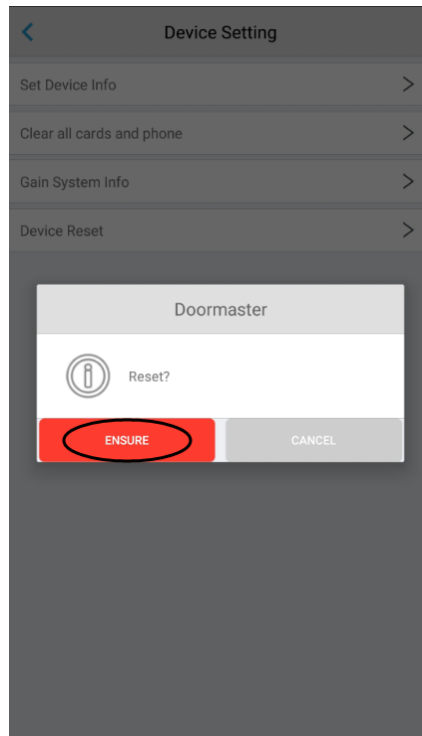 Device Setting
Set Device Info
Clear all cards and phone
Gain System Info
Device Reset
Doormaster
Reset?
ENSURE CANCEL